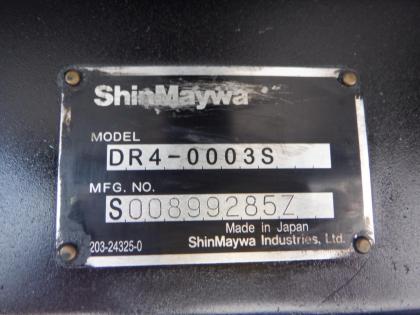 ShinMaywa
MODEL
DR4-0003S
MFG. NO.
S00899285Z
Made in Japan
203-24325-0
ShinMaywa Industries, Ltd.